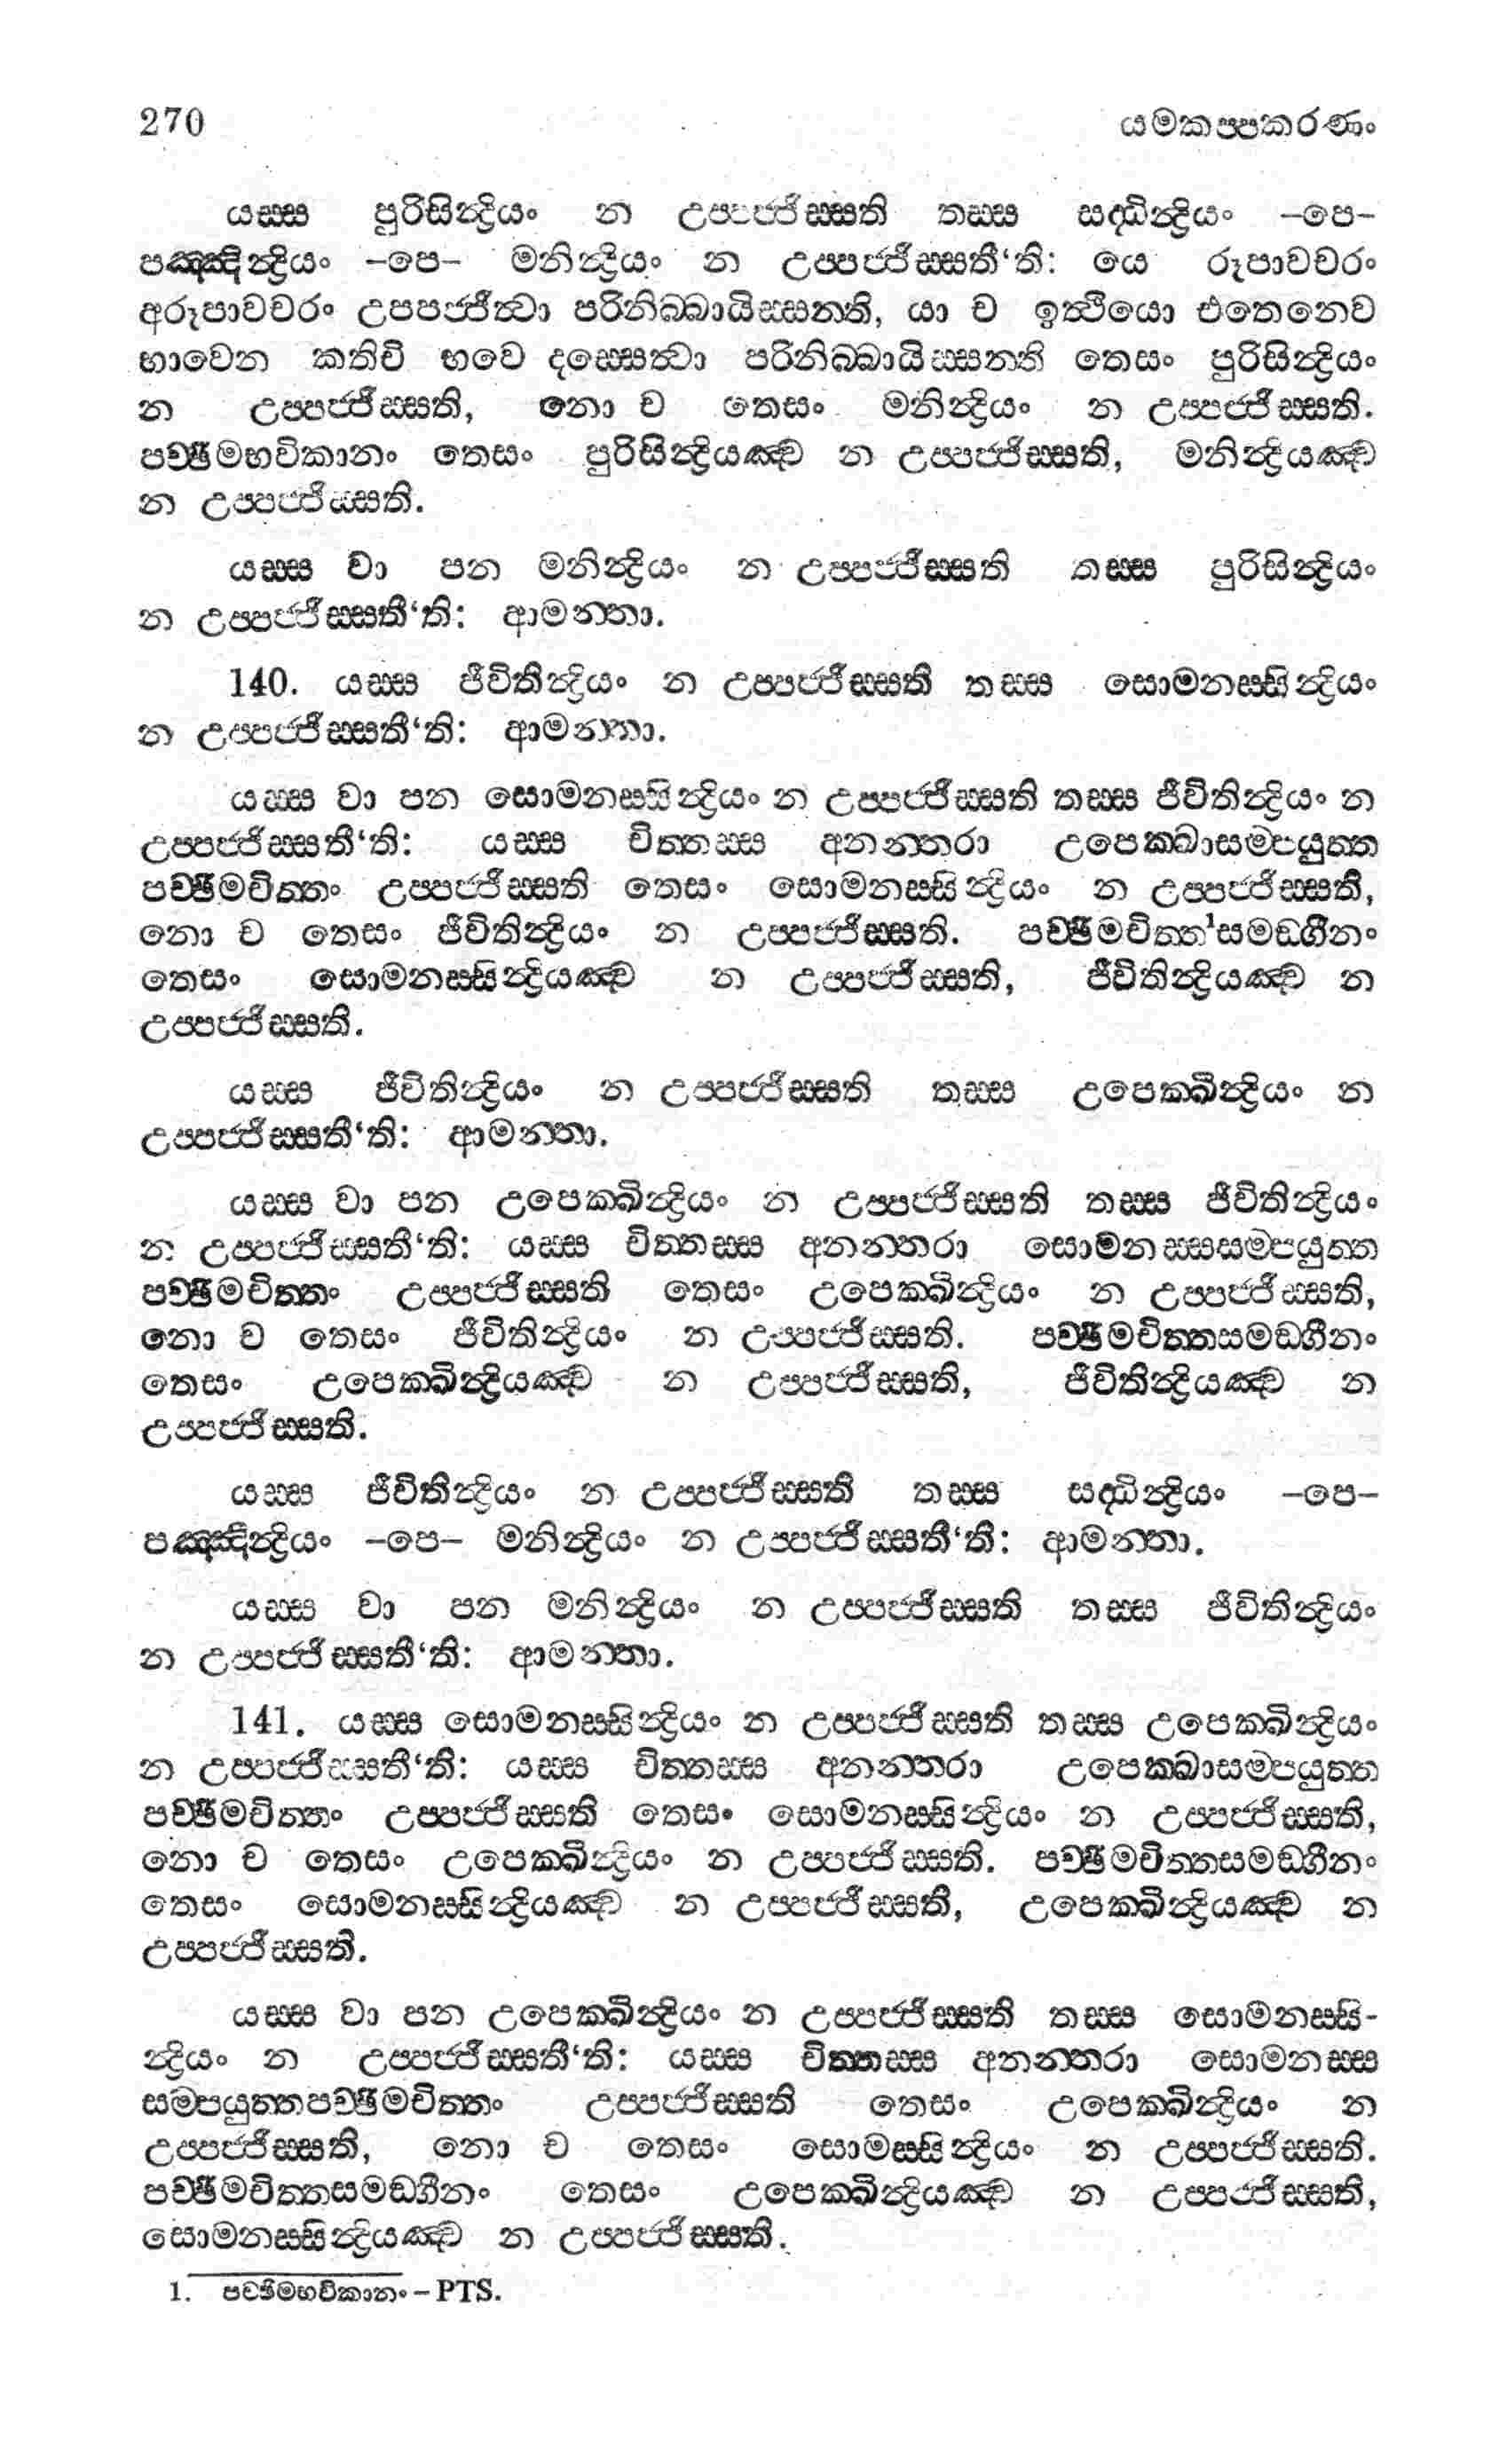 270 යමකප්පකරණං
යස්ස පුරිසින්ද්‍රියං න උප්පජ්ජිස්සති තස්ස සද්ධින්ද්‍රියං –පෙ–
පඤ්ඤින්ද්‍රියං –පෙ– මනින්ද්‍රියං න උප්පජ්ජිස්සතී‘ති: යෙ රූපාවචරං
අරූපාවචරං උපපජ්ජිත්වා පරිනිබ්බායිස්සන්ති, යා ච ඉත්ථියො එතෙනෙව
භාවෙන කතිචි භවෙ දස්සෙත්වා පරිනිබ්බායිස්සන්ති තෙසං පුරිසින්ද්‍රියං
න උප්පජ්ජිස්සති, නො ච තෙසං මනින්ද්‍රියං න උප්පජ්ජිස්සති.
පච්ඡිමභවිකානං තෙසං පුරිසින්ද්‍රියඤ්ච න උප්පජ්ජිස්සති, මනින්ද්‍රියඤ්ච
න උප්පජ්ජිස්සති.
යස්ස වා පන මනින්ද්‍රියං න උප්පජ්ජිස්සති තස්ස පුරිසින්ද්‍රියං
න උප්පජ්ජිස්සතී‘ති: ආමන්තා.
140. යස්ස ජීවිතින්ද්‍රියං න උප්පජ්ජිස්සති තස්ස සොමනස්සින්ද්‍රියං
න උප්පජ්ජිස්සතී‘ති: ආමන්තා.
යස්ස වා පන සොමනස්සින්ද්‍රියං න උප්පජ්ජිස්සති තස්ස ජීවිතින්ද්‍රියං න
උප්පජ්ජිස්සතී‘ති: යස්ස චිත්තස්ස අනන්තරා උපෙක්ඛාසම්පයුත්ත
පච්ඡිමචිත්තං උප්පජ්ජිස්සති තෙසං සොමනස්සින්ද්‍රියං න උප්පජ්ජිස්සති,
නො ච තෙසං ජීවිතින්ද්‍රියං න උප්පජ්ජිස්සති. පච්ඡිමචිත්ත¹සමඞ්ගීනං
තෙසං සොමනස්සින්ද්‍රියඤ්ච න උප්පජ්ජිස්සති, ජීවිතින්ද්‍රියඤ්ච න
උප්පජ්ජිස්සති.
යස්ස ජීවිතින්ද්‍රියං න උප්පජ්ජිස්සති තස්ස උපෙක්ඛින්ද්‍රියං න
උප්පජ්ජිස්සතී‘ති: ආමන්තා.
යස්ස වා පන උපෙක්ඛින්ද්‍රියං න උප්පජ්ජිස්සති තස්ස ජීවිතින්ද්‍රියං
න උප්පජ්ජිස්සතී‘ති: යස්ස චිත්තස්ස අනන්තරා සොමනස්සසම්පයුත්ත
පච්ඡිමචිත්තං උප්පජ්ජිස්සති තෙසං උපෙක්ඛින්ද්‍රියං න උප්පජ්ජිස්සති,
නො ච තෙසං ජීවිතින්ද්‍රියං න උප්පජ්ජිස්සති. පච්ඡිමචිත්තසමඞ්ගීනං
තෙසං උපෙක්ඛින්ද්‍රියඤ්ච න උප්පජ්ජිස්සති, ජීවිතින්ද්‍රියඤ්ච න
උප්පජ්ජිස්සති.
යස්ස ජීවිතින්ද්‍රියං න උප්පජ්ජිස්සති තස්ස සද්ධින්ද්‍රියං –පෙ–
පඤ්ඤින්ද්‍රියං –පෙ– මනින්ද්‍රියං න උප්පජ්ජිස්සතී‘තී: ආමන්තා.
යස්ස වා පන මනින්ද්‍රියං න උප්පජ්ජිස්සති තස්ස ජීවිතින්ද්‍රියං
න උප්පජ්ජිස්සතී‘ති: ආමන්තා.
141. යස්ස සොමනස්සින්ද්‍රියං න උප්පජ්ජිස්සති තස්ස උපෙක්ඛින්ද්‍රියං
න උප්පජ්ජිස්සතී‘ති: යස්ස චිත්තස්ස අනන්තරා උපෙක්ඛාසම්පයුත්ත
පච්ඡිමචිත්තං උප්පජ්ජිස්සති තෙසං සොමනස්සින්ද්‍රියං න උප්පජ්ජිස්සති,
නො ච තෙසං උපෙක්ඛින්ද්‍රියං න උප්පජ්ජිස්සති. පච්ඡිමචිත්තසමඞ්ගීනං
තෙසං සොමනස්සින්ද්‍රියඤ්ච න උප්පජ්ජිස්සති, උපෙක්ඛින්ද්‍රියඤ්ච න
උප්පජ්ජිස්සති.
යස්ස වා පන උපෙක්ඛින්ද්‍රියං න උප්පජ්ජිස්සති තස්ස සොමනස්සි-
න්ද්‍රියං න උප්පජ්ජිස්සතී‘ති: යස්ස චිත්තස්ස අනන්තරා සොමනස්ස
සම්පයුත්තපච්ඡිමචිත්තං උප්පජ්ජිස්සති තෙසං උපෙක්ඛින්ද්‍රියං න
උප්පජ්ජිස්සති, නො ච තෙසං සොමස්සින්ද්‍රියං න උප්පජ්ජිස්සති.
පච්ඡිමචිත්තසමඞ්ගීනං තෙසං උපෙක්ඛින්ද්‍රියඤ්ච න උප්පජ්ජිස්සති,
සොමනස්සින්ද්‍රියඤ්ච න උප්පජ්ජිස්සති.
1. පච්ඡිමභවිකානං – PTS.